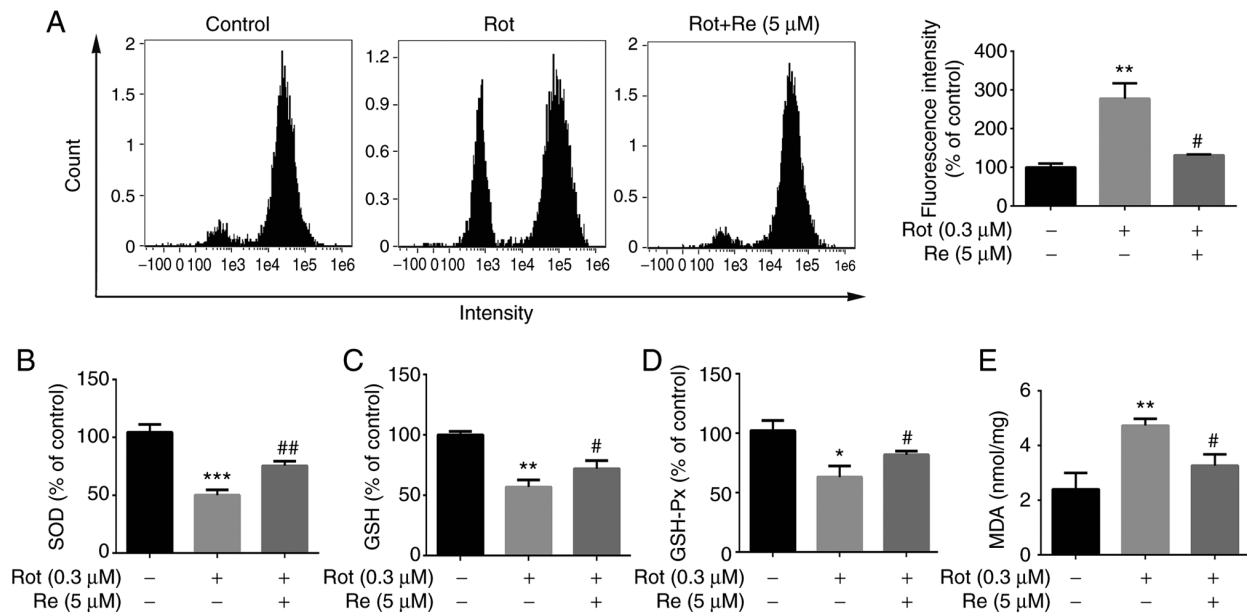 A
Control
Rot
Rot+Re (5 µM)
Count
2
1.5
1
0.5
0
−100 0 100 1e3 1e4 1e5 1e6
1.2
0.9
0.6
0.3
0
−100 0 100 1e3 1e4 1e5 1e6
2
1.5
1
0.5
0
−100 0 100 1e3 1e4 1e5 1e6
Intensity
Fluorescence intensity
(% of control)
400
300
200
100
0
**
#
Rot (0.3 µM) − + +
Re (5 µM) − − +
B
SOD (% of control)
150
100
50
0
***
##
Rot (0.3 µM) − + +
Re (5 µM) − − +
C
GSH (% of control)
150
100
50
0
**
#
Rot (0.3 µM) − + +
Re (5 µM) − − +
D
GSH-Px (% of control)
150
100
50
0
*
#
Rot (0.3 µM) − + +
Re (5 µM) − − +
E
MDA (nmol/mg)
6
4
2
0
**
#
Rot (0.3 µM) − + +
Re (5 µM) − − +